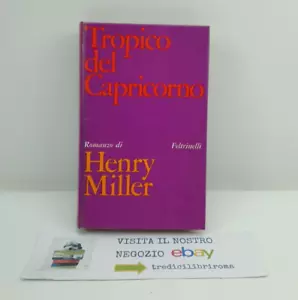 Tropico
del
Capricorno
Romanzo di
Feltrinelli
Henry
Miller
VISITA IL NOSTRO
NEGOZIO ebay
tredicilibriroma